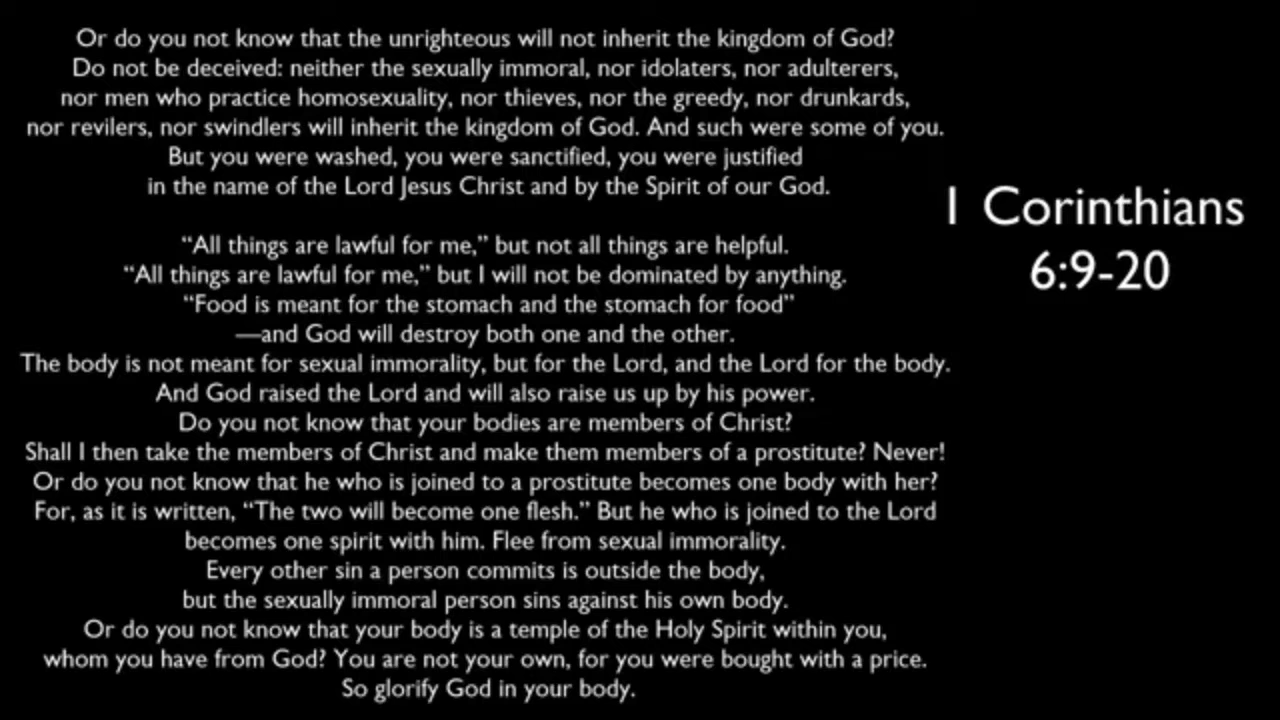 Or do you not know that the unrighteous will not inherit the kingdom of God?
Do not be deceived: neither the sexually immoral, nor idolaters, nor adulterers,
nor men who practice homosexuality, nor thieves, nor the greedy, nor drunkards,
nor revilers, nor swindlers will inherit the kingdom of God. And such were some of you.
But you were washed, you were sanctified, you were justified
in the name of the Lord Jesus Christ and by the Spirit of our God.
“All things are lawful for me,” but not all things are helpful.
“All things are lawful for me,” but I will not be dominated by anything.
“Food is meant for the stomach and the stomach for food”
—and God will destroy both one and the other.
The body is not meant for sexual immorality, but for the Lord, and the Lord for the body.
And God raised the Lord and will also raise us up by his power.
Do you not know that your bodies are members of Christ?
Shall I then take the members of Christ and make them members of a prostitute? Never!
Or do you not know that he who is joined to a prostitute becomes one body with her?
For, as it is written, “The two will become one flesh.” But he who is joined to the Lord
becomes one spirit with him. Flee from sexual immorality.
Every other sin a person commits is outside the body,
but the sexually immoral person sins against his own body.
Or do you not know that your body is a temple of the Holy Spirit within you,
whom you have from God? You are not your own, for you were bought with a price.
So glorify God in your body.
1 Corinthians
6:9-20